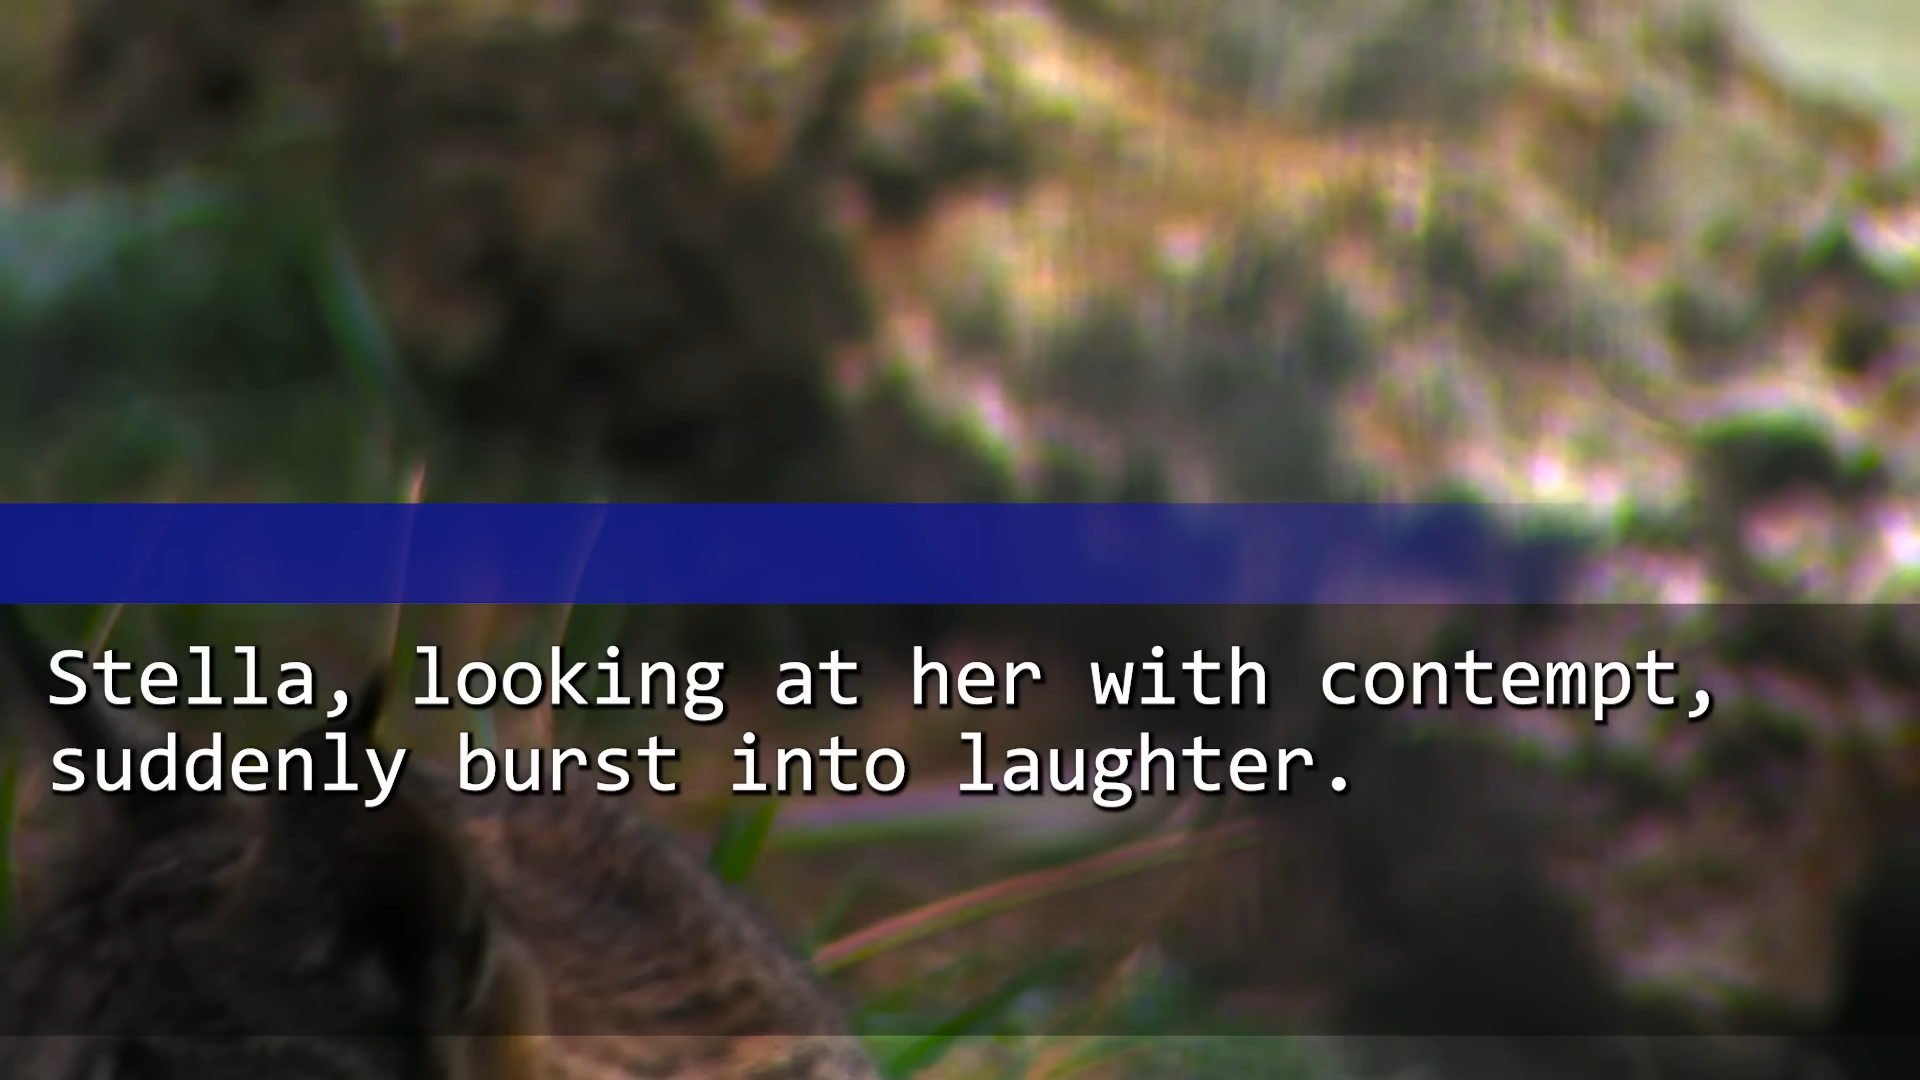 Stella, looking at her with contempt,
suddenly burst into laughter.